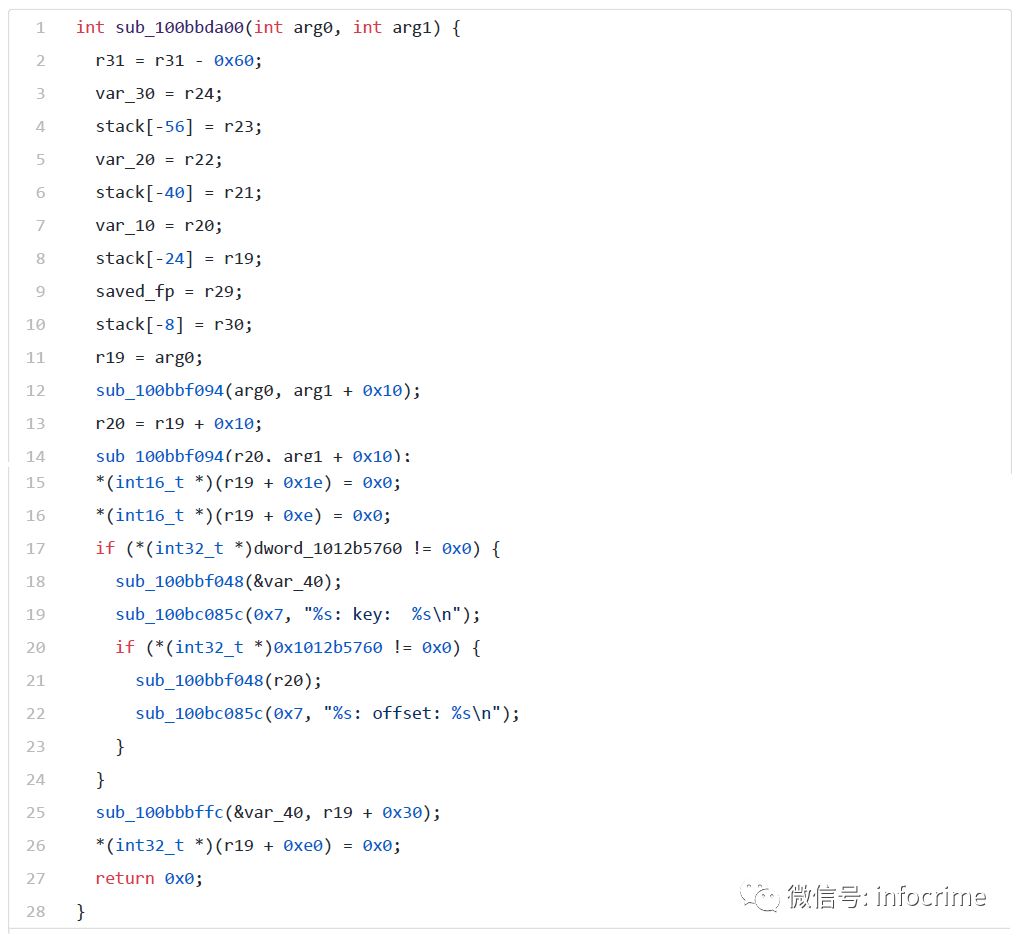 1 int sub_100bbda00(int arg0, int arg1) {
2 r31 = r31 - 0x60;
3 var_30 = r24;
4 stack[-56] = r23;
5 var_20 = r22;
6 stack[-40] = r21;
7 var_10 = r20;
8 stack[-24] = r19;
9 saved_fp = r29;
10 stack[-8] = r30;
11 r19 = arg0;
12 sub_100bbf094(arg0, arg1 + 0x10);
13 r20 = r19 + 0x10;
14 sub_100bbf094(r20, arg1 + 0x10);
15 *(int16_t *)(r19 + 0x1e) = 0x0;
16 *(int16_t *)(r19 + 0xe) = 0x0;
17 if (*(int32_t *)dword_1012b5760 != 0x0) {
18 sub_100bbf048(&var_40);
19 sub_100bc085c(0x7, "%s: key:  %s\n");
20 if (*(int32_t *)0x1012b5760 != 0x0) {
21 sub_100bbf048(r20);
22 sub_100bc085c(0x7, "%s: offset: %s\n");
23 }
24 }
25 sub_100bbbffc(&var_40, r19 + 0x30);
26 *(int32_t *)(r19 + 0xe0) = 0x0;
27 return 0x0;
28 }
微信号: infocrime